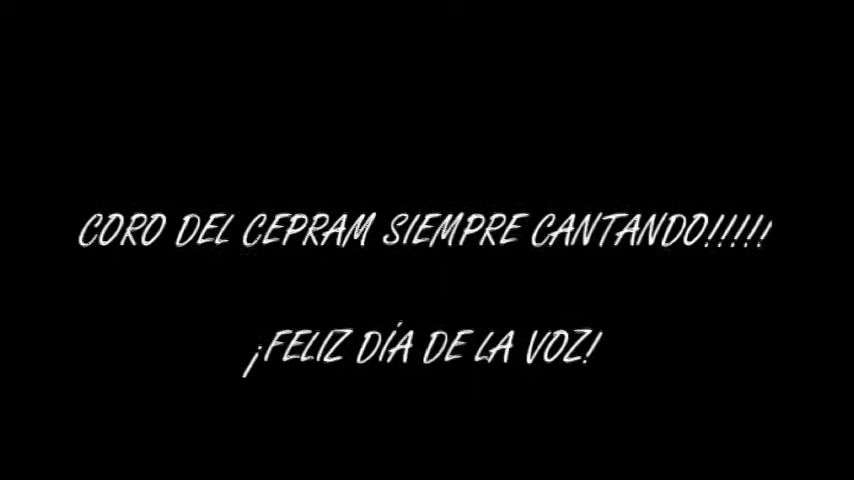 CORO DEL CEPRAM SIEMPRE CANTANDO!!!!!
¡FELIZ DÍA DE LA VOZ!